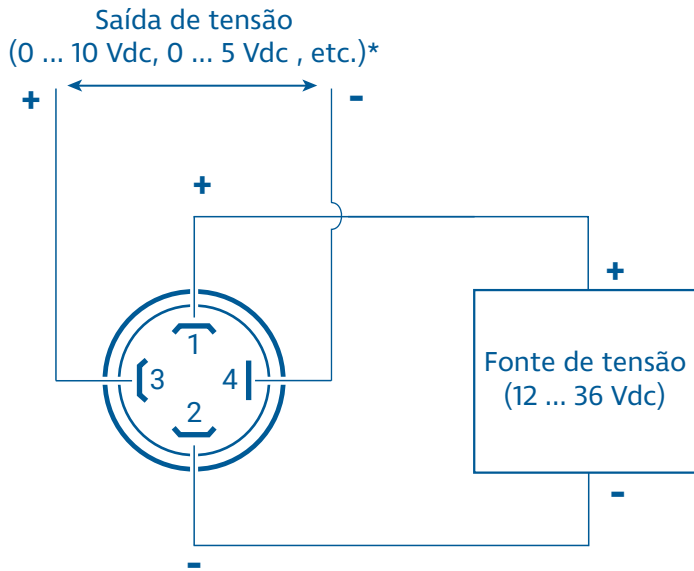 Saída de tensão
(0 ... 10 Vdc, 0 ... 5 Vdc , etc.)*
+
-
+
+
1
3
4
2
Fonte de tensão
(12 ... 36 Vdc)
-
-